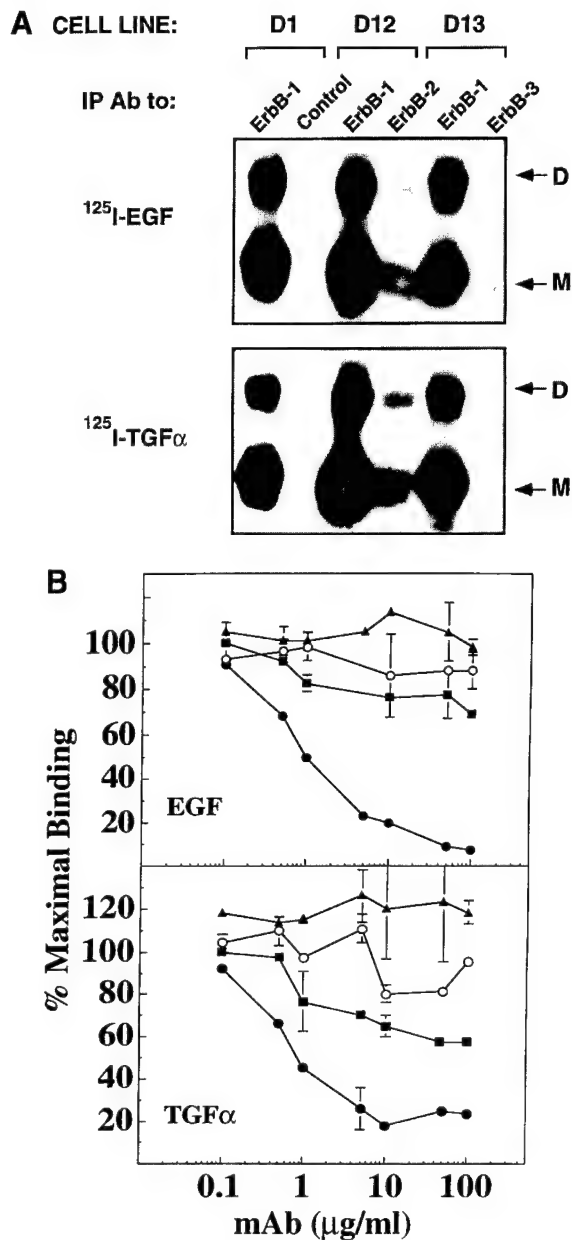 A CELL LINE: D1 D12 D13
IP Ab to: ErbB-1 Control ErbB-1 ErbB-2 ErbB-1 ErbB-3
125I-EGF
D
M
125I-TGFα
D
M
B
% Maximal Binding
100
80
60
40
20
EGF
120
100
80
60
40
20
TGFα
0.1 1 10 100
mAb (μg/ml)